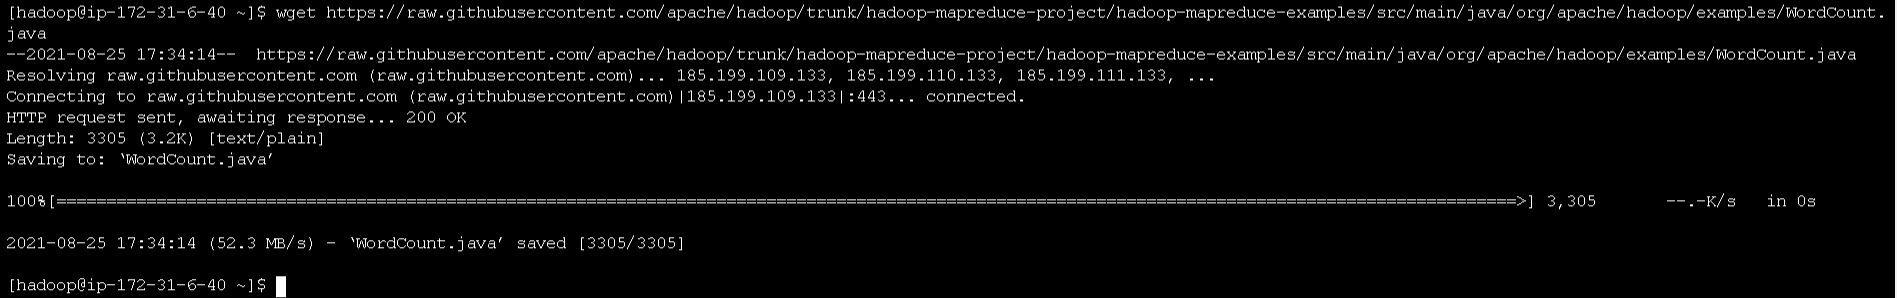 [hadoop@ip-172-31-6-40 ~]$ wget https://raw.githubusercontent.com/apache/hadoop/trunk/hadoop-mapreduce-project/hadoop-mapreduce-examples/src/main/java/org/apache/hadoop/examples/WordCount.
java
--2021-08-25 17:34:14--  https://raw.githubusercontent.com/apache/hadoop/trunk/hadoop-mapreduce-project/hadoop-mapreduce-examples/src/main/java/org/apache/hadoop/examples/WordCount.java
Resolving raw.githubusercontent.com (raw.githubusercontent.com)... 185.199.109.133, 185.199.110.133, 185.199.111.133, ...
Connecting to raw.githubusercontent.com (raw.githubusercontent.com)|185.199.109.133|:443... connected.
HTTP request sent, awaiting response... 200 OK
Length: 3305 (3.2K) [text/plain]
Saving to: ‘WordCount.java’
100%[==================================================================================================================================================>] 3,305       --.-K/s   in 0s
2021-08-25 17:34:14 (52.3 MB/s) - ‘WordCount.java’ saved [3305/3305]
[hadoop@ip-172-31-6-40 ~]$